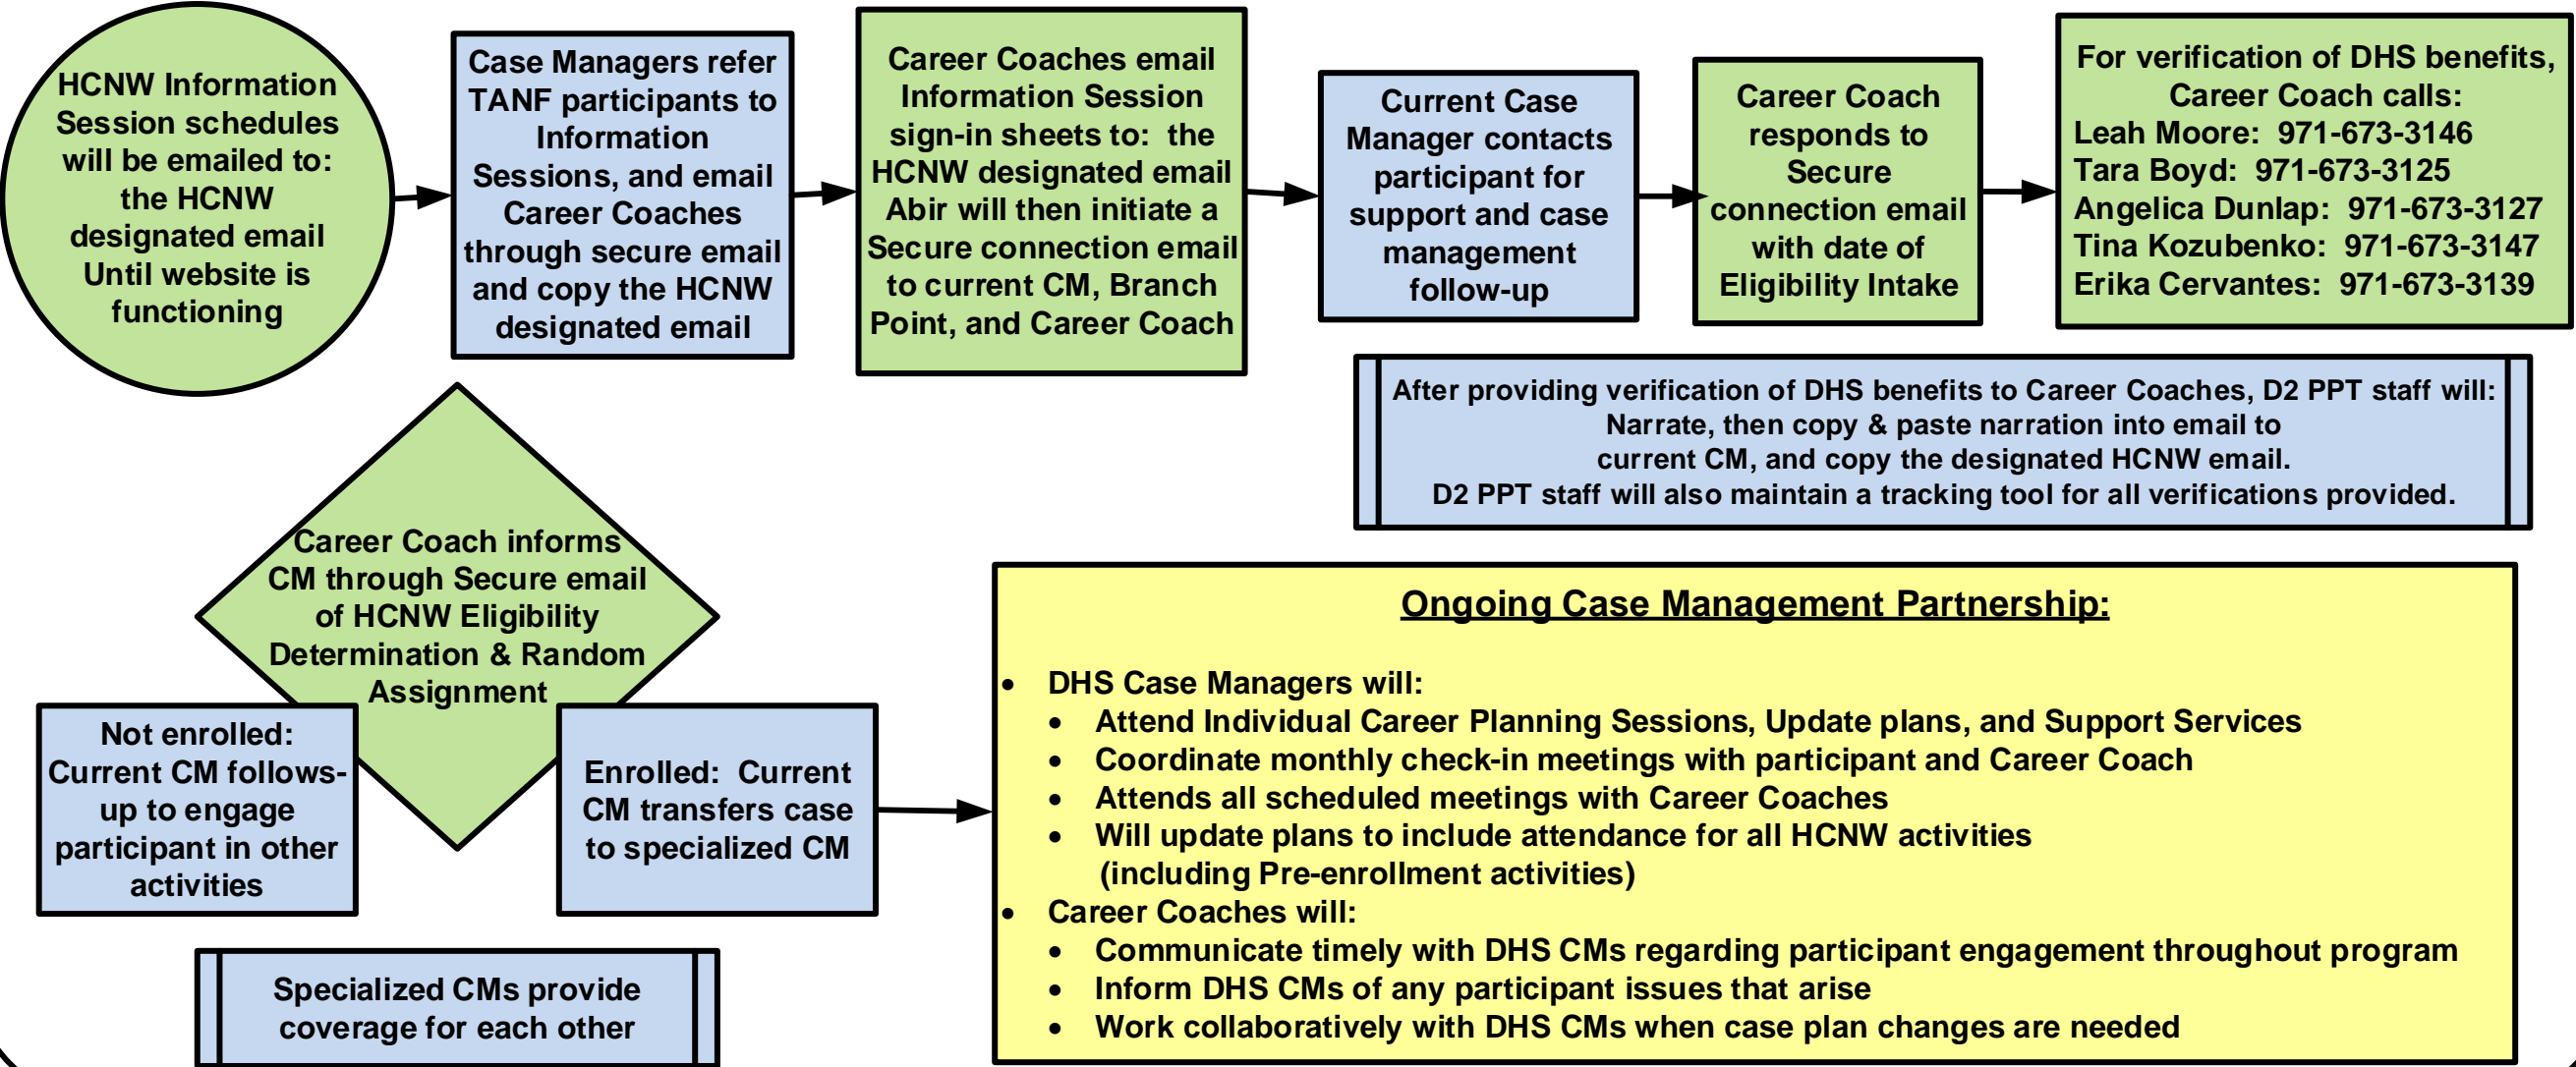 HCNW Information
Session schedules
will be emailed to:
the HCNW
designated email
Until website is
functioning
Case Managers refer
TANF participants to
Information
Sessions, and email
Career Coaches
through secure email
and copy the HCNW
designated email
Career Coaches email
Information Session
sign-in sheets to:  the
HCNW designated email
Abir will then initiate a
Secure connection email
to current CM, Branch
Point, and Career Coach
Current Case
Manager contacts
participant for
support and case
management
follow-up
Career Coach
responds to
Secure
connection email
with date of
Eligibility Intake
For verification of DHS benefits,
Career Coach calls:
Leah Moore:  971-673-3146
Tara Boyd:  971-673-3125
Angelica Dunlap:  971-673-3127
Tina Kozubenko:  971-673-3147
Erika Cervantes:  971-673-3139
After providing verification of DHS benefits to Career Coaches, D2 PPT staff will:
Narrate, then copy & paste narration into email to
current CM, and copy the designated HCNW email.
D2 PPT staff will also maintain a tracking tool for all verifications provided.
Career Coach informs
CM through Secure email
of HCNW Eligibility
Determination & Random
Assignment
Not enrolled:
Current CM follows-
up to engage
participant in other
activities
Enrolled:  Current
CM transfers case
to specialized CM
Specialized CMs provide
coverage for each other
Ongoing Case Management Partnership:
• DHS Case Managers will:
• Attend Individual Career Planning Sessions, Update plans, and Support Services
• Coordinate monthly check-in meetings with participant and Career Coach
• Attends all scheduled meetings with Career Coaches
• Will update plans to include attendance for all HCNW activities
(including Pre-enrollment activities)
• Career Coaches will:
• Communicate timely with DHS CMs regarding participant engagement throughout program
• Inform DHS CMs of any participant issues that arise
• Work collaboratively with DHS CMs when case plan changes are needed